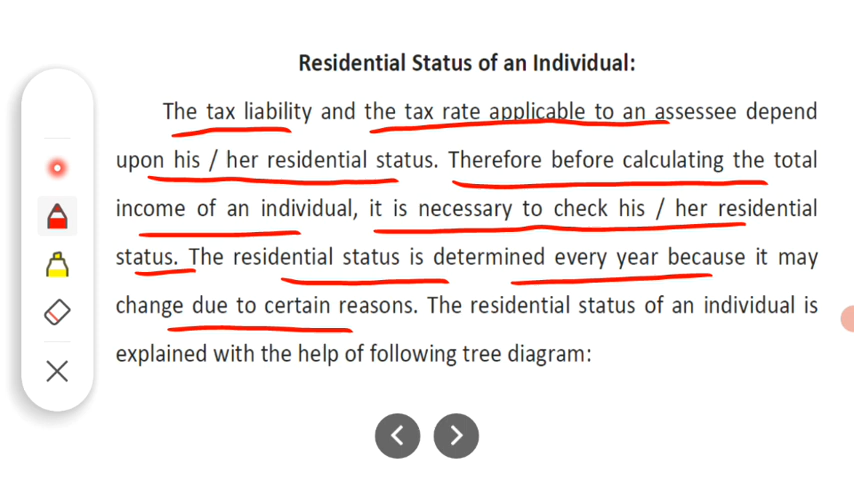 Residential Status of an Individual:
The tax liability and the tax rate applicable to an assessee depend
upon his / her residential status. Therefore before calculating the total
income of an individual, it is necessary to check his / her residential
status. The residential status is determined every year because it may
change due to certain reasons. The residential status of an individual is
explained with the help of following tree diagram: